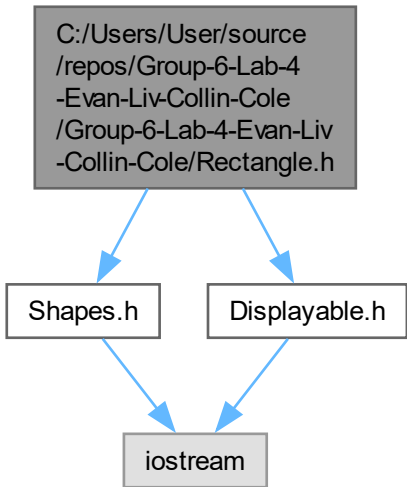 C:/Users/User/source
/repos/Group-6-Lab-4
-Evan-Liv-Collin-Cole
/Group-6-Lab-4-Evan-Liv
-Collin-Cole/Rectangle.h
Shapes.h
Displayable.h
iostream